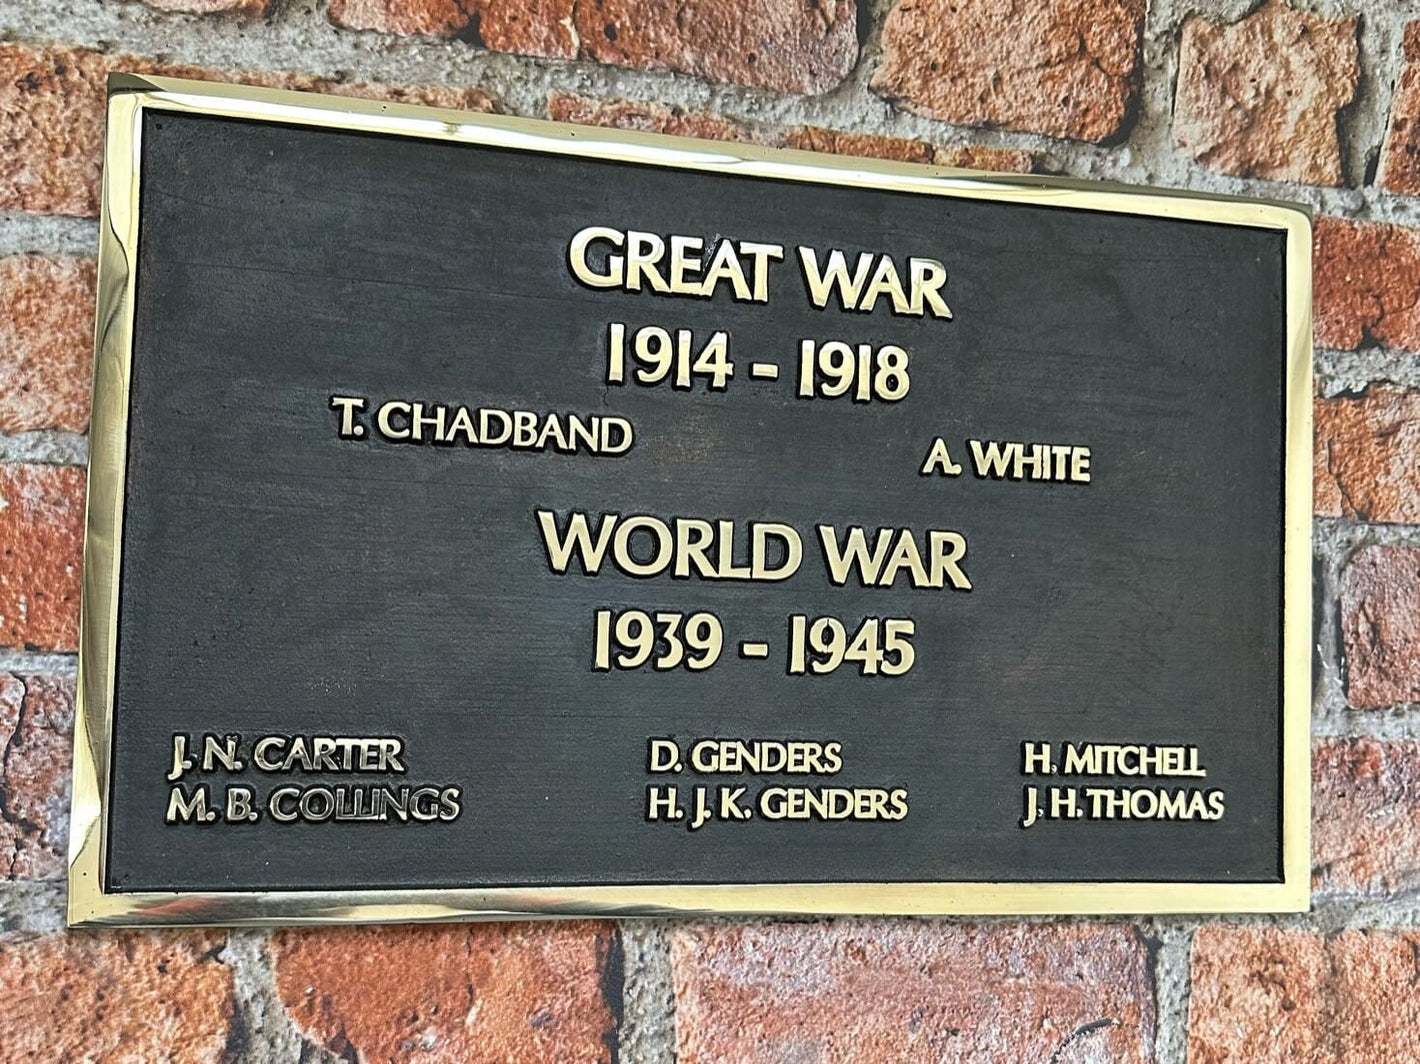 GREAT WAR
1914 - 1918
T. CHADBAND A. WHITE
WORLD WAR
1939 - 1945
J. N. CARTER D. GENDERS H. MITCHELL
M. B. COLLINGS H. J. K. GENDERS J. H. THOMAS